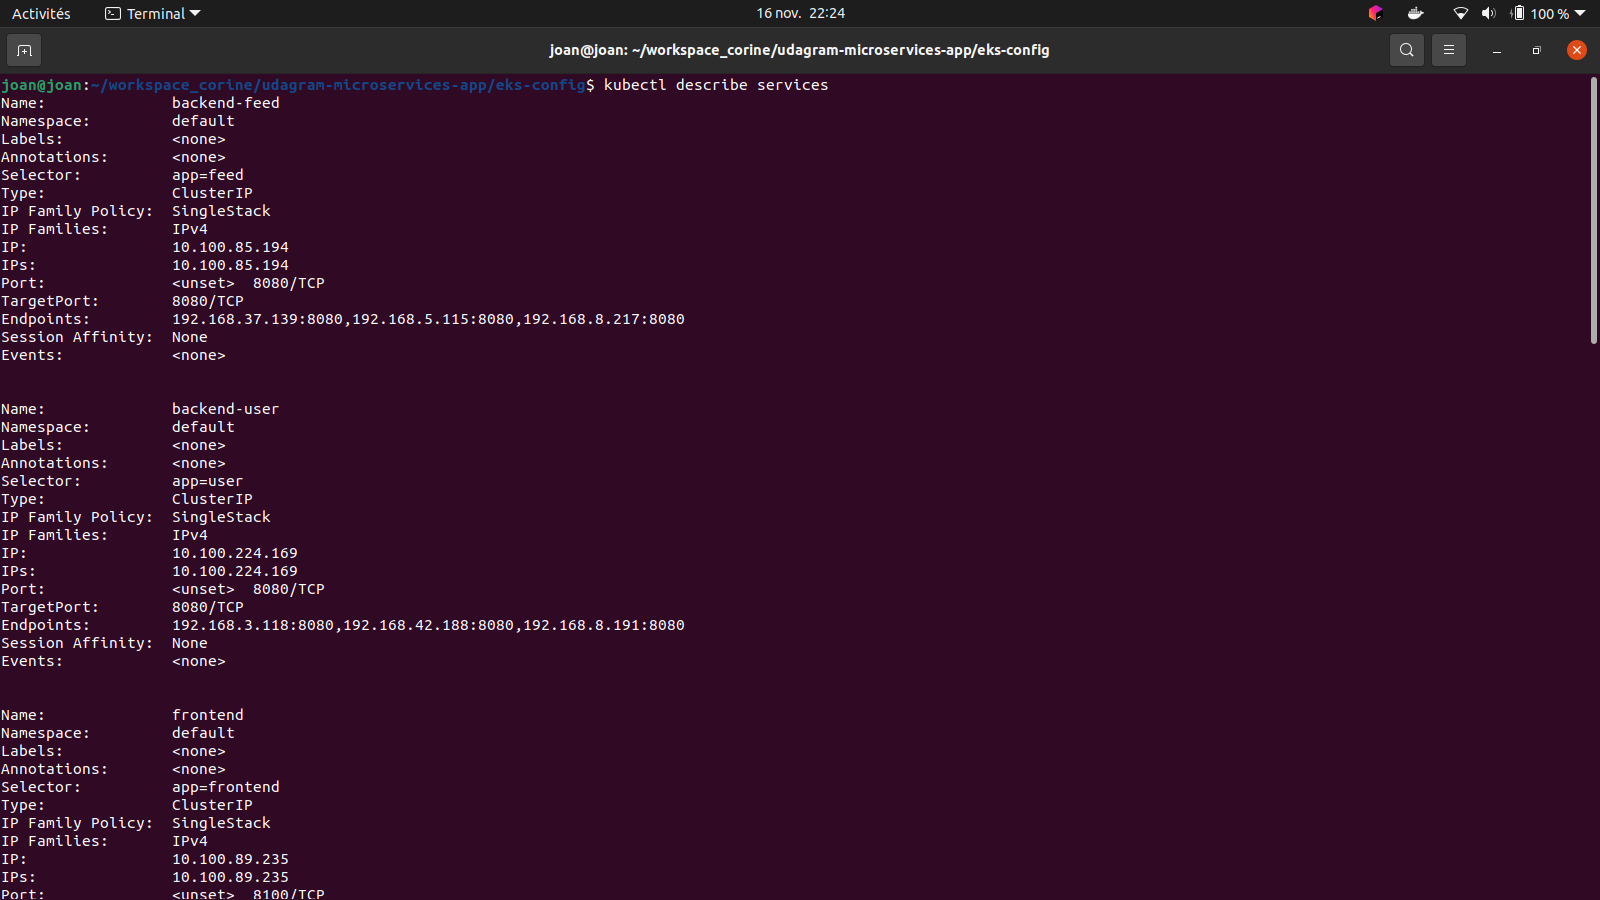 Activités Terminal 16 nov. 22:24 100 %
joan@joan: ~/workspace_corine/udagram-microservices-app/eks-config
joan@joan:~/workspace_corine/udagram-microservices-app/eks-config$ kubectl describe services
Name: backend-feed
Namespace: default
Labels: <none>
Annotations: <none>
Selector: app=feed
Type: ClusterIP
IP Family Policy: SingleStack
IP Families: IPv4
IP: 10.100.85.194
IPs: 10.100.85.194
Port: <unset> 8080/TCP
TargetPort: 8080/TCP
Endpoints: 192.168.37.139:8080,192.168.5.115:8080,192.168.8.217:8080
Session Affinity: None
Events: <none>
Name: backend-user
Namespace: default
Labels: <none>
Annotations: <none>
Selector: app=user
Type: ClusterIP
IP Family Policy: SingleStack
IP Families: IPv4
IP: 10.100.224.169
IPs: 10.100.224.169
Port: <unset> 8080/TCP
TargetPort: 8080/TCP
Endpoints: 192.168.3.118:8080,192.168.42.188:8080,192.168.8.191:8080
Session Affinity: None
Events: <none>
Name: frontend
Namespace: default
Labels: <none>
Annotations: <none>
Selector: app=frontend
Type: ClusterIP
IP Family Policy: SingleStack
IP Families: IPv4
IP: 10.100.89.235
IPs: 10.100.89.235
Port: <unset> 8100/TCP